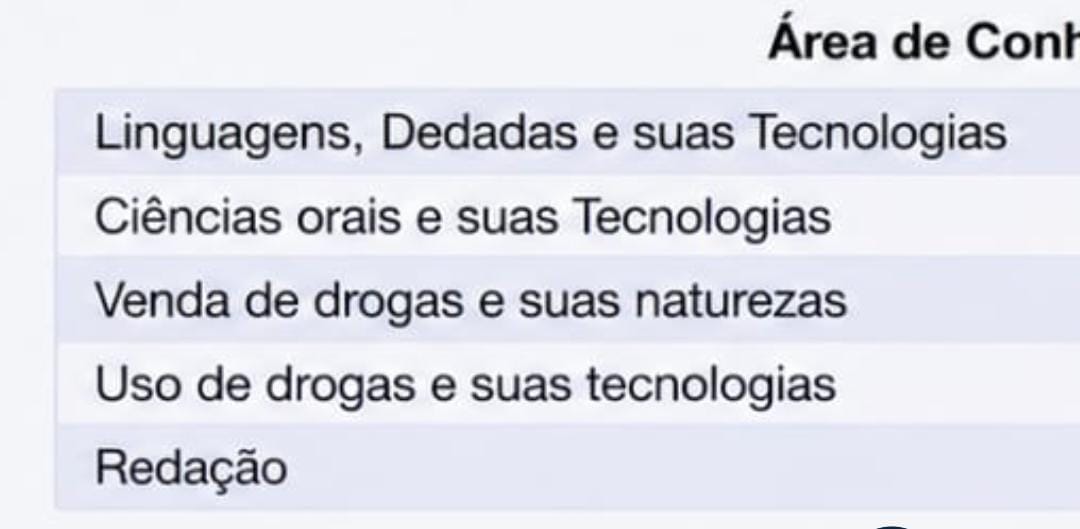 Área de Conh
Linguagens, Dedadas e suas Tecnologias
Ciências orais e suas Tecnologias
Venda de drogas e suas naturezas
Uso de drogas e suas tecnologias
Redação